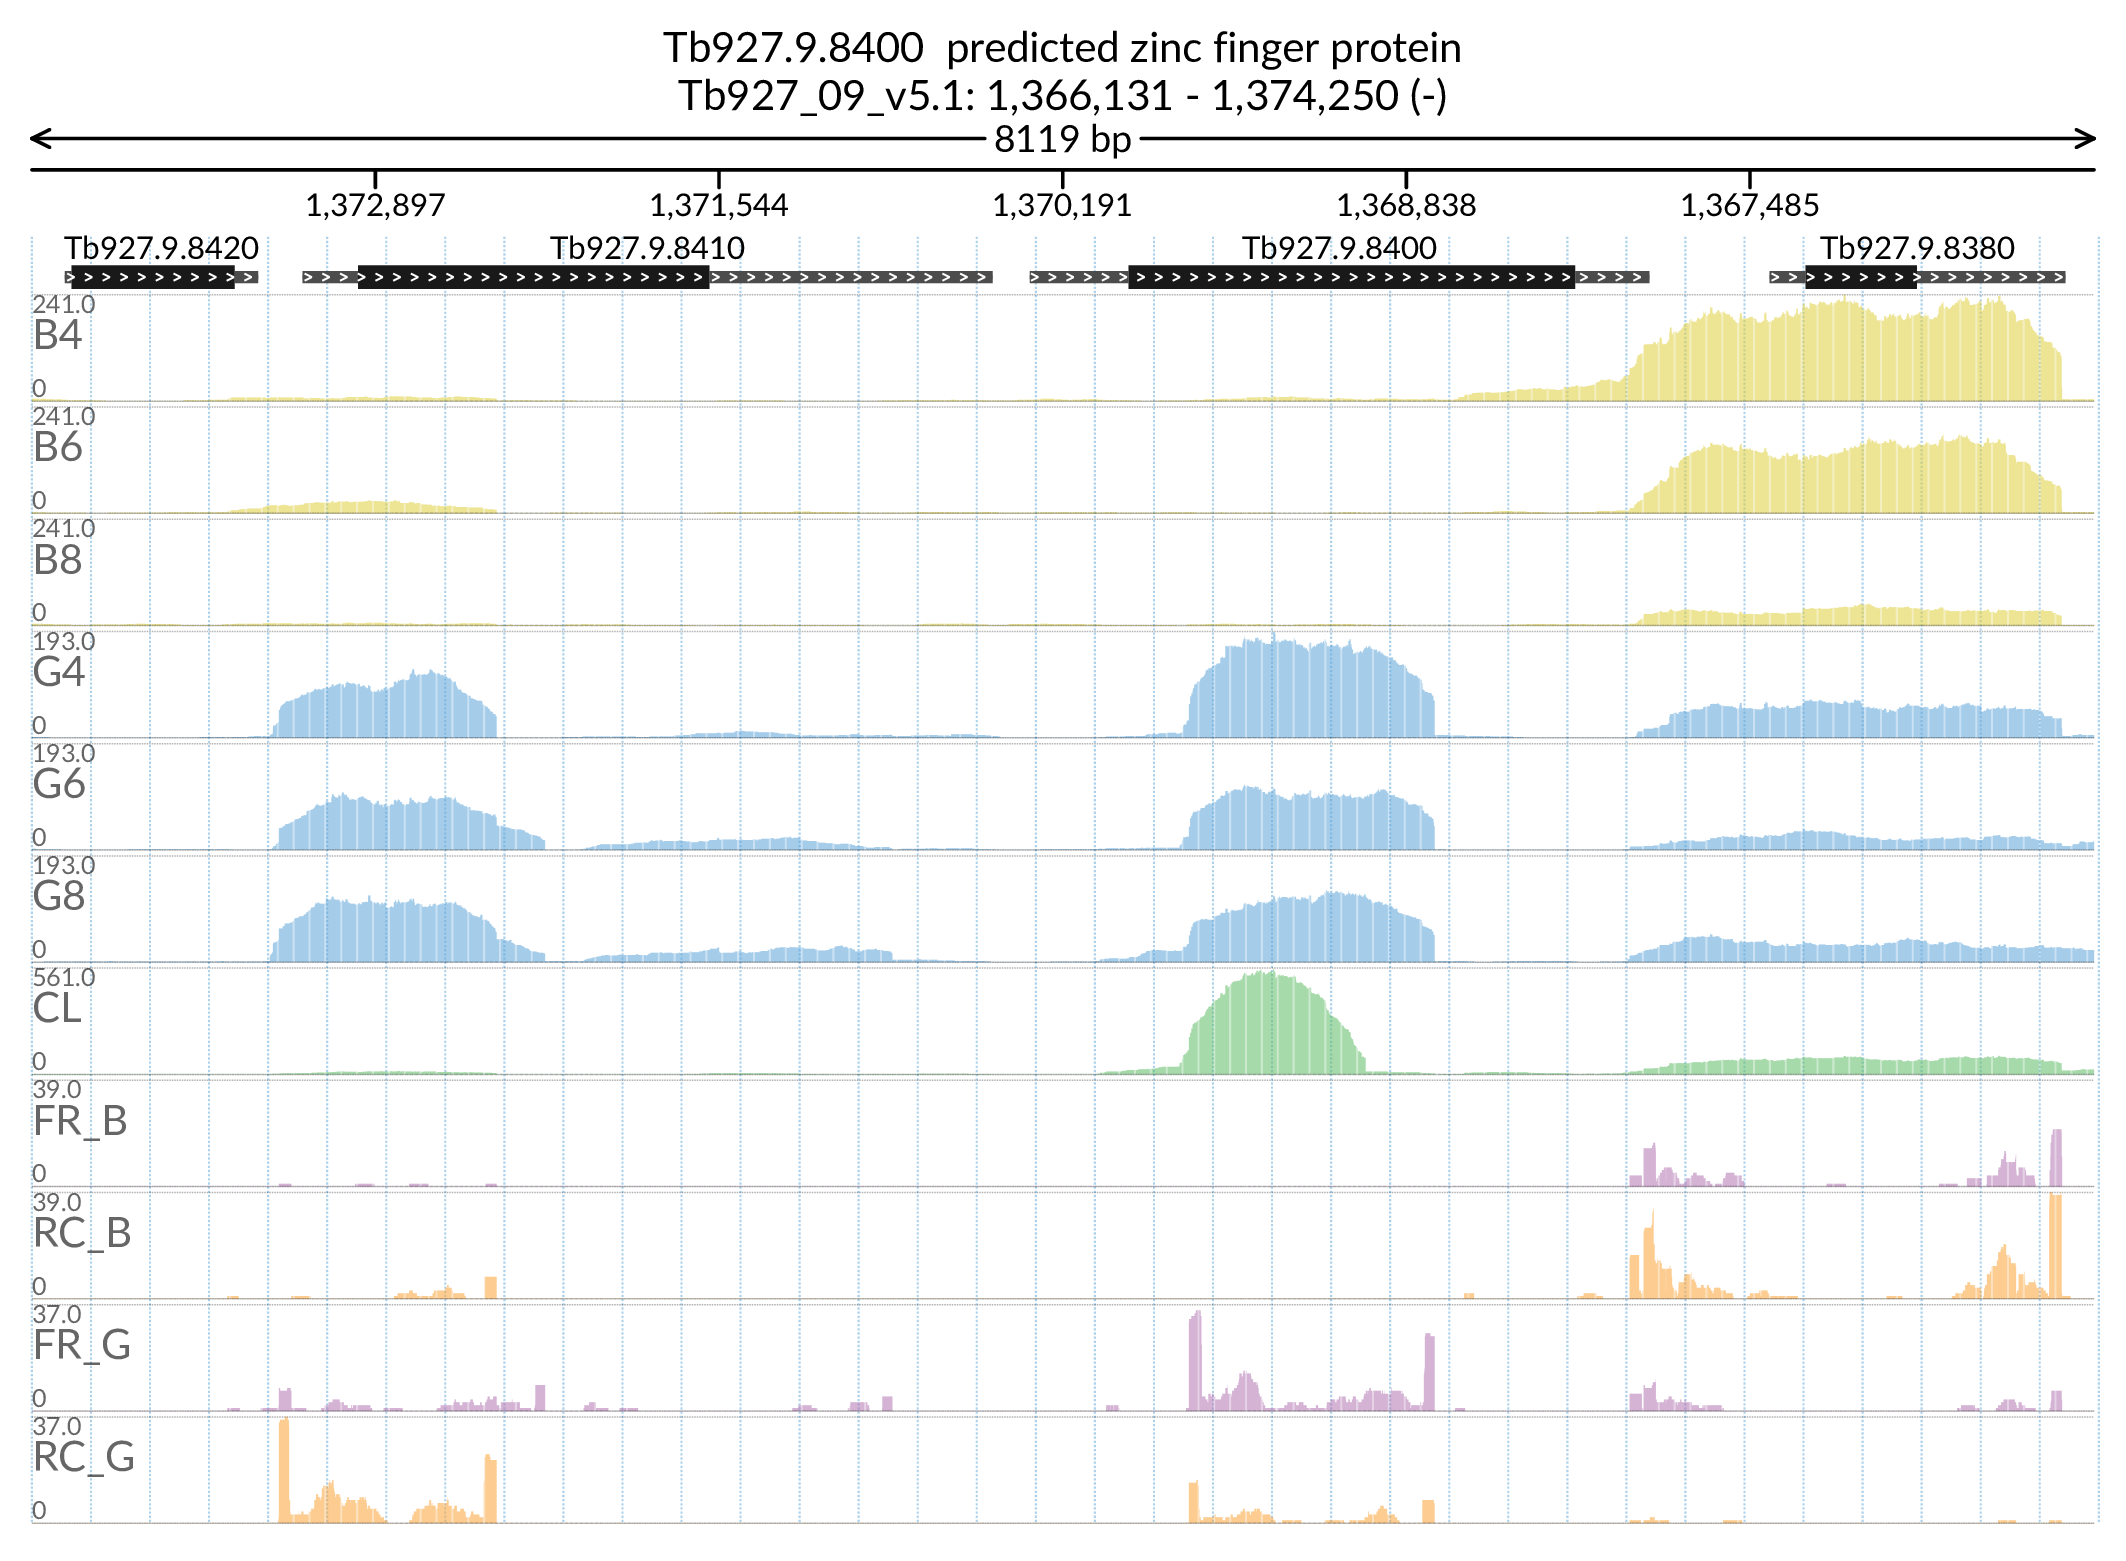 Tb927.9.8400  predicted zinc finger protein
Tb927_09_v5.1: 1,366,131 - 1,374,250 (-)
8119 bp
1,372,897 1,371,544 1,370,191 1,368,838 1,367,485
Tb927.9.8420 Tb927.9.8410 Tb927.9.8400 Tb927.9.8380
241.0
B4
0
241.0
B6
0
241.0
B8
0
193.0
G4
0
193.0
G6
0
193.0
G8
0
561.0
CL
0
39.0
FR_B
0
39.0
RC_B
0
37.0
FR_G
0
37.0
RC_G
0